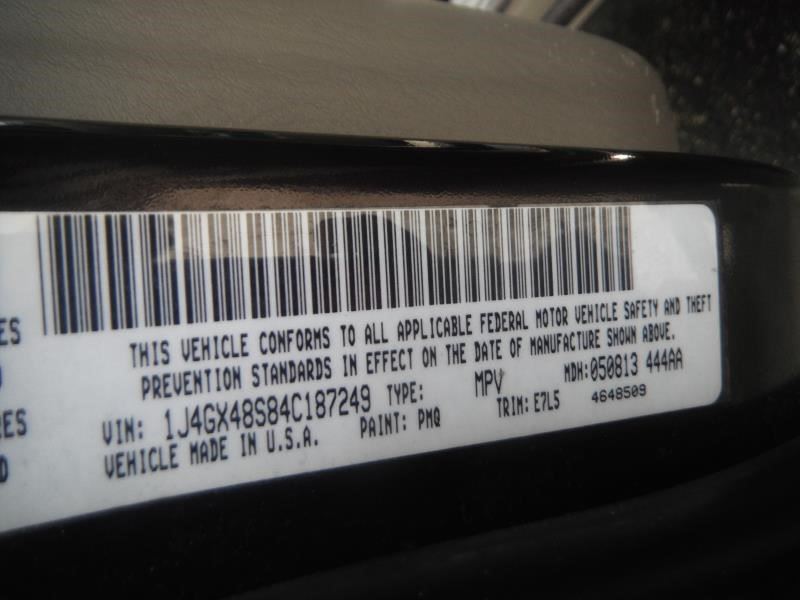 THIS VEHICLE CONFORMS TO ALL APPLICABLE FEDERAL MOTOR VEHICLE SAFETY AND THEFT
PREVENTION STANDARDS IN EFFECT ON THE DATE OF MANUFACTURE SHOWN ABOVE.
VIN: 1J4GX48S84C187249 TYPE: MPV MDH: 050813 444AA
VEHICLE MADE IN U.S.A. PAINT: PMQ TRIM: E7L5 4648509